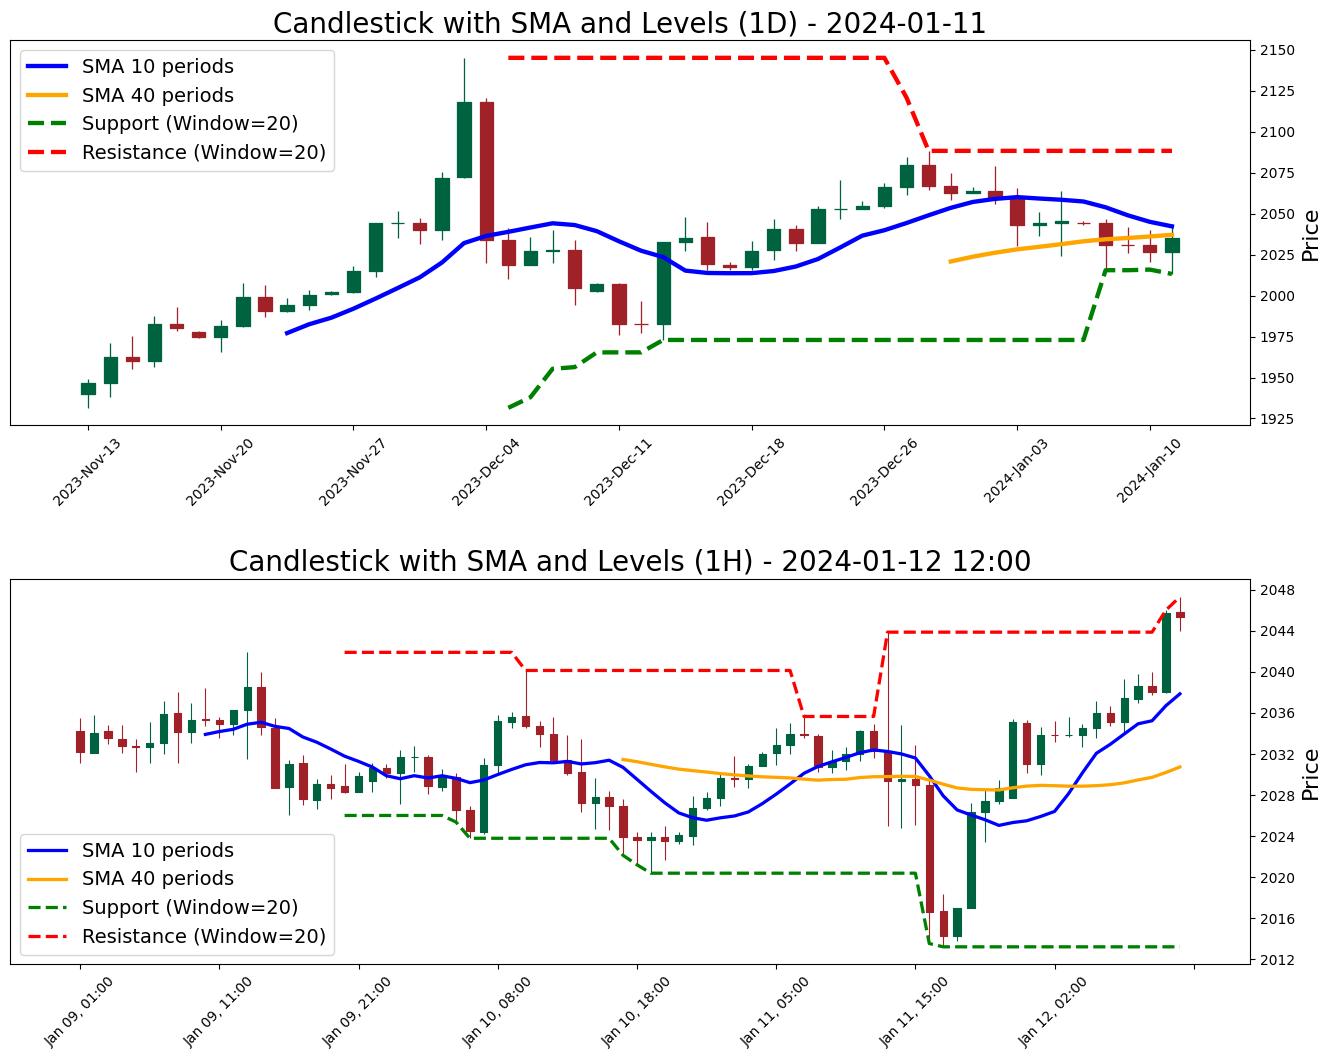 Candlestick with SMA and Levels (1D) - 2024-01-11
SMA 10 periods
SMA 40 periods
Support (Window=20)
Resistance (Window=20)
2150
2125
2100
2075
2050
2025
2000
1975
1950
1925
Price
2023-Nov-13
2023-Nov-20
2023-Nov-27
2023-Dec-04
2023-Dec-11
2023-Dec-18
2023-Dec-26
2024-Jan-03
2024-Jan-10
Candlestick with SMA and Levels (1H) - 2024-01-12 12:00
2048
2044
2040
2036
2032
2028
2024
2020
2016
2012
Price
SMA 10 periods
SMA 40 periods
Support (Window=20)
Resistance (Window=20)
Jan 09, 01:00
Jan 09, 11:00
Jan 09, 21:00
Jan 10, 08:00
Jan 10, 18:00
Jan 11, 05:00
Jan 11, 15:00
Jan 12, 02:00